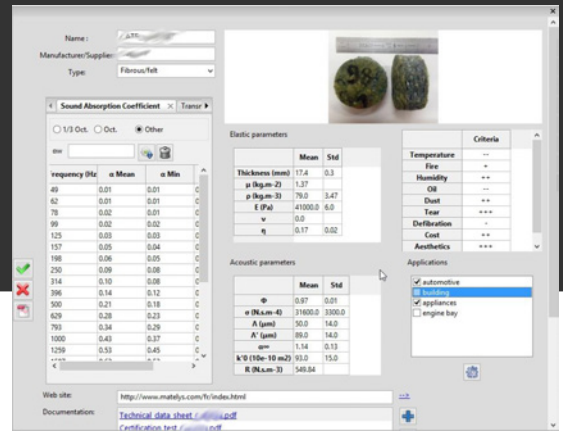 Name :
Manufacturer/Supplier:
Type: Fibrous/felt
Sound Absorption Coefficient × Transr
1/3 Oct. Oct. Other
Frequency (Hz α Mean α Min
49 0.01 0.01
62 0.01 0.01
78 0.02 0.01
99 0.02 0.02
125 0.03 0.03
157 0.05 0.04
198 0.06 0.05
250 0.09 0.08
314 0.10 0.08
396 0.14 0.12
500 0.21 0.18
629 0.28 0.23
793 0.34 0.29
1000 0.43 0.37
1259 0.53 0.45
Elastic parameters
Mean Std
Thickness (mm) 17.4 0.3
μ (kg.m-2) 1.37
ρ (kg.m-3) 79.0 3.47
E (Pa) 41000.0 6.0
ν 0.0
η 0.17 0.02
Criteria
Temperature --
Fire +
Humidity ++
Oil --
Dust ++
Tear +++
Defibration -
Cost ++
Aesthetics +++
Acoustic parameters
Mean Std
Φ 0.97 0.01
σ (N.s.m-4) 31600.0 3300.0
Λ (μm) 50.0 14.0
Λ' (μm) 89.0 14.0
α∞ 1.14 0.13
k'0 (10e-10 m2) 93.0 15.0
R (N.s.m-3) 549.84
Applications
automotive
building
appliances
engine bay
Web site: http://www.matelys.com/fr/index.html -->
Documentation: Technical data sheet .pdf
Certification test .pdf